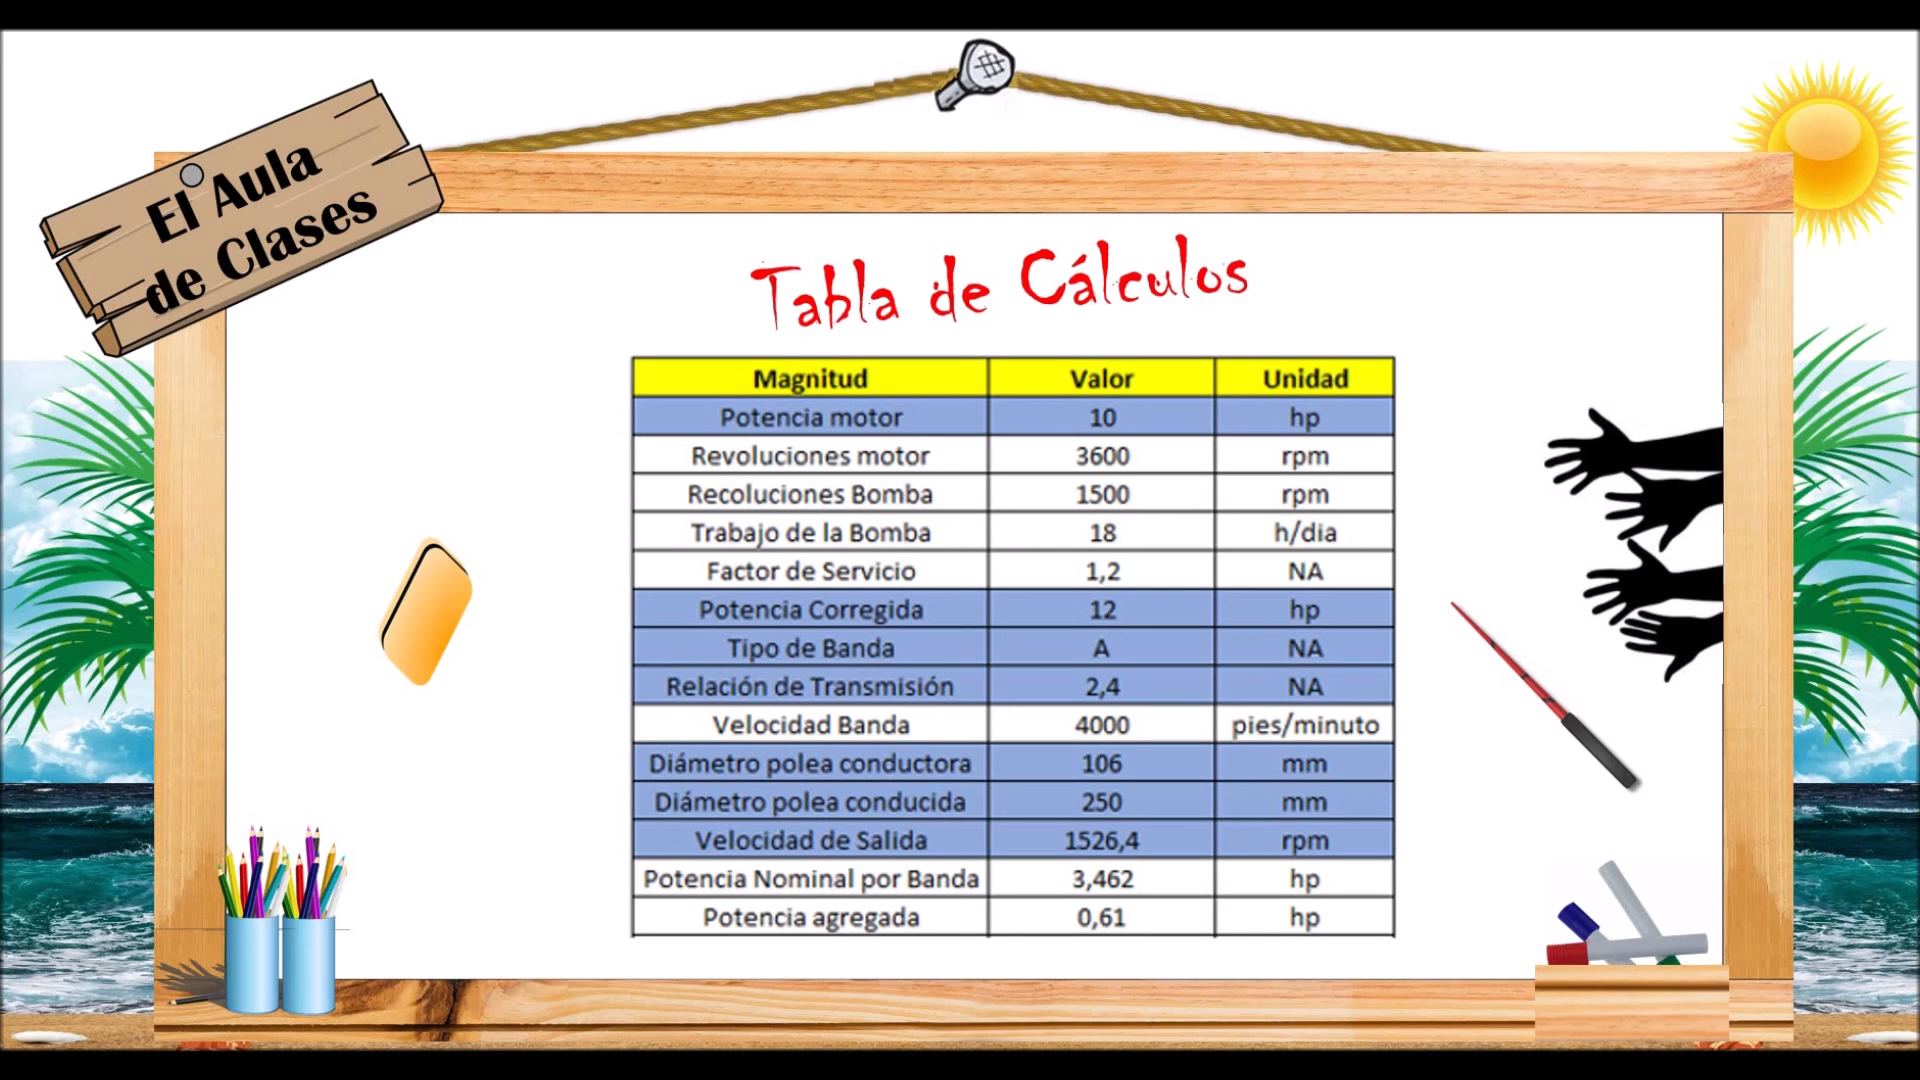 El Aula
de Clases
Tabla de Cálculos
Magnitud Valor Unidad
Potencia motor 10 hp
Revoluciones motor 3600 rpm
Recoluciones Bomba 1500 rpm
Trabajo de la Bomba 18 h/dia
Factor de Servicio 1,2 NA
Potencia Corregida 12 hp
Tipo de Banda A NA
Relación de Transmisión 2,4 NA
Velocidad Banda 4000 pies/minuto
Diámetro polea conductora 106 mm
Diámetro polea conducida 250 mm
Velocidad de Salida 1526,4 rpm
Potencia Nominal por Banda 3,462 hp
Potencia agregada 0,61 hp